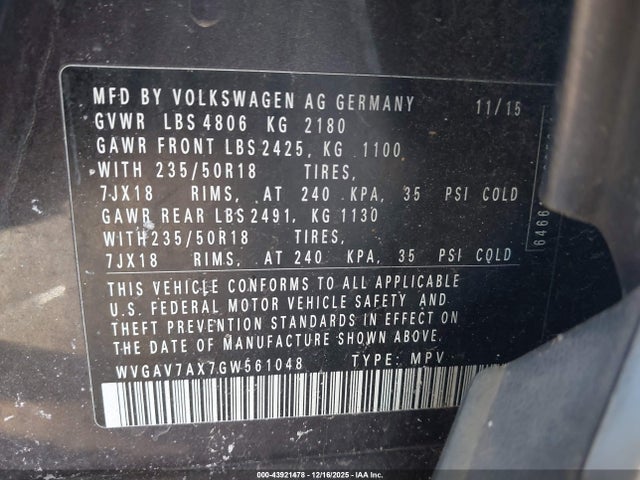 MFD BY VOLKSWAGEN AG GERMANY 11/15
GVWR LBS 4806 KG 2180
GAWR FRONT LBS 2425, KG 1100
WITH 235/50R18 TIRES,
7JX18 RIMS, AT 240 KPA, 35 PSI COLD
GAWR REAR LBS 2491, KG 1130
WITH 235/50R18 TIRES,
7JX18 RIMS, AT 240 KPA, 35 PSI COLD
THIS VEHICLE CONFORMS TO ALL APPLICABLE
U.S. FEDERAL MOTOR VEHICLE SAFETY AND
THEFT PREVENTION STANDARDS IN EFFECT ON
THE DATE OF MANUFACTURE SHOWN ABOVE.
WVGAV7AX7GW561048 TYPE: MPV
000-43921478 - 12/16/2025 - IAA Inc.